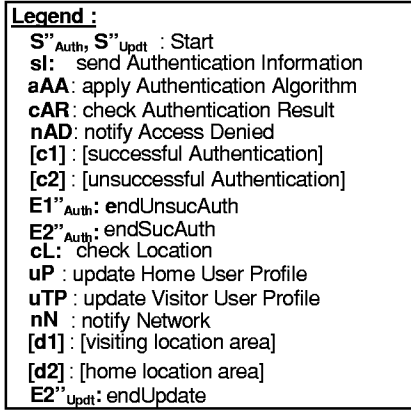 Legend :
S”Auth, S”Updt : Start
sI: send Authentication Information
aAA: apply Authentication Algorithm
cAR: check Authentication Result
nAD: notify Access Denied
[c1] : [successful Authentication]
[c2] : [unsuccessful Authentication]
E1”Auth: endUnsucAuth
E2”Auth: endSucAuth
cL: check Location
uP : update Home User Profile
uTP : update Visitor User Profile
nN : notify Network
[d1] : [visiting location area]
[d2] : [home location area]
E2”Updt: endUpdate